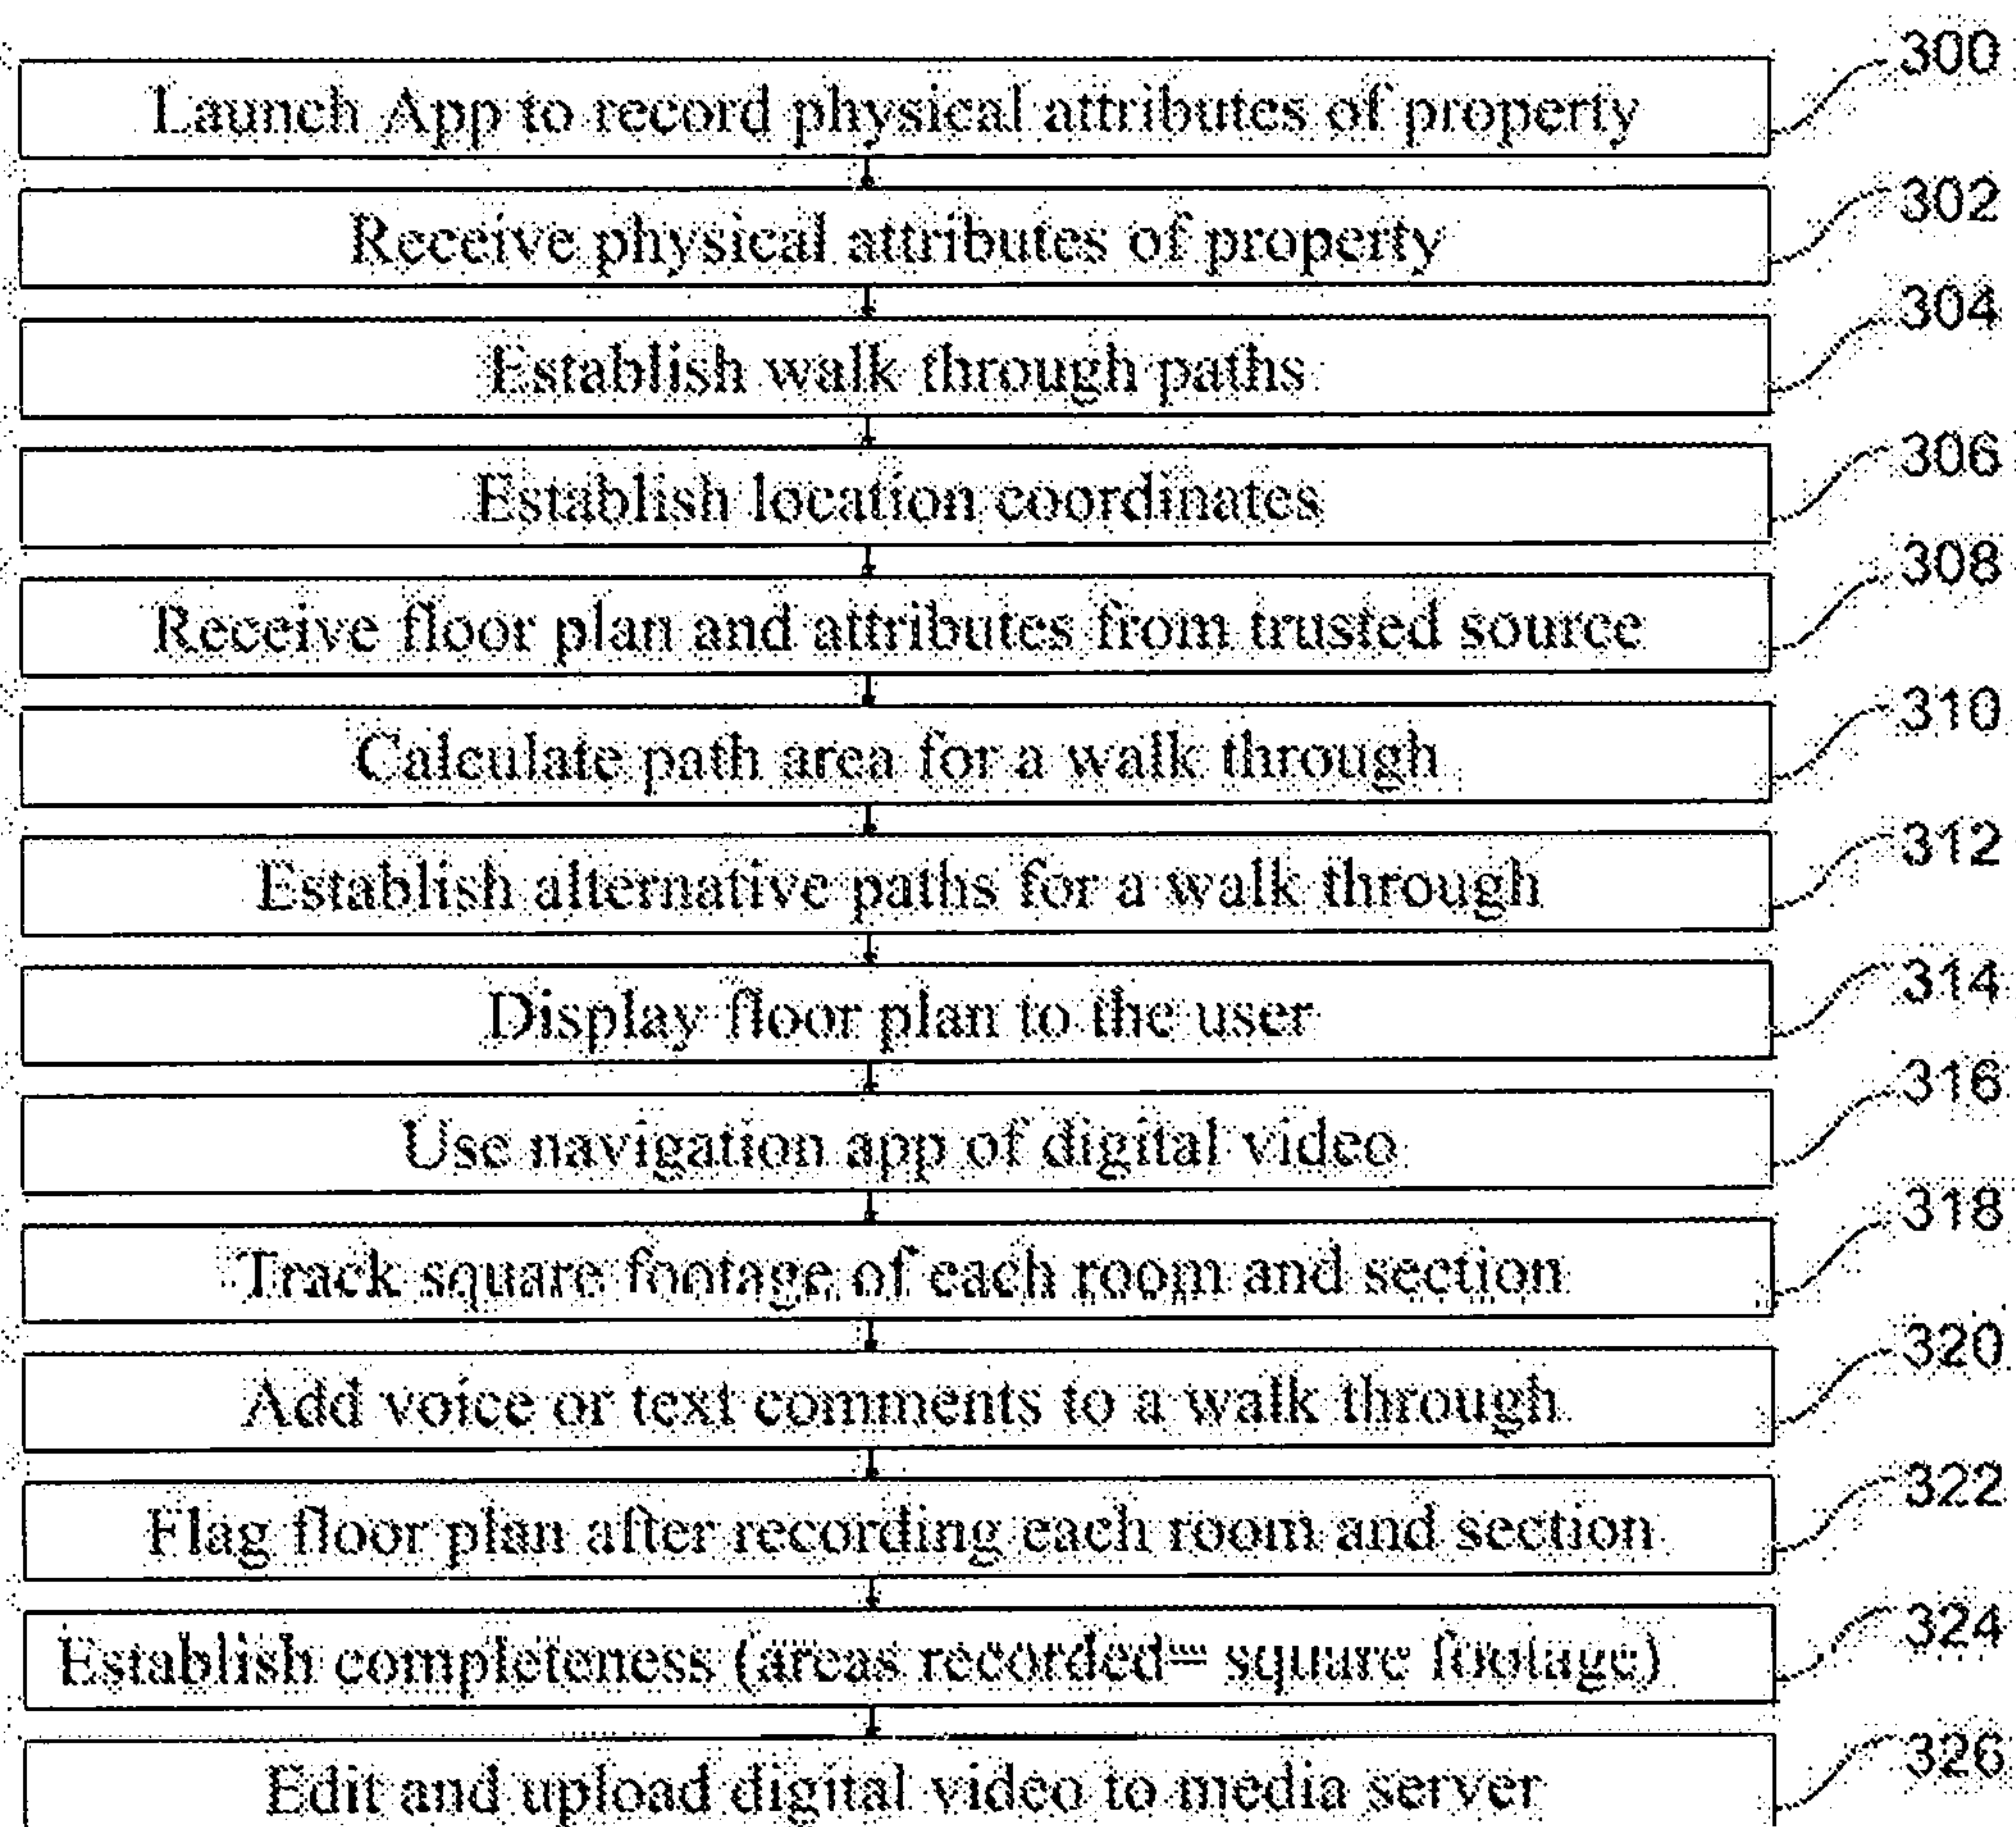 Launch App to record physical attributes of property 300
Receive physical attributes of property 302
Establish walk through paths 304
Establish location coordinates 306
Receive floor plan and attributes from trusted source 308
Calculate path area for a walk through 310
Establish alternative paths for a walk through 312
Display floor plan to the user 314
Use navigation app of digital video 316
Track square footage of each room and section 318
Add voice or text comments to a walk through 320
Flag floor plan after recording each room and section 322
Establish completeness (areas recorded= square footage) 324
Edit and upload digital video to media server 326